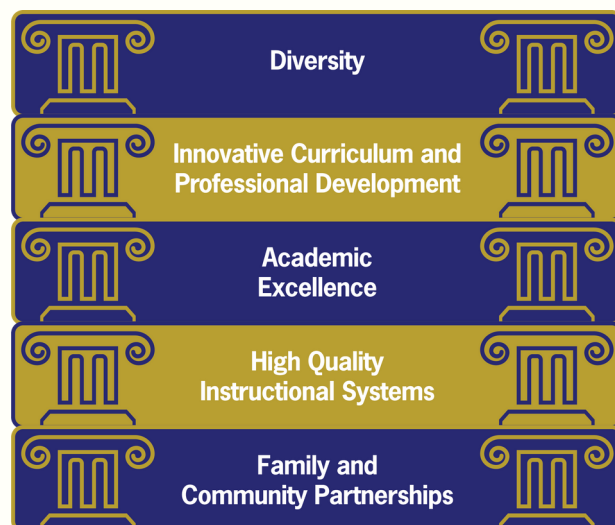 Diversity
Innovative Curriculum and
Professional Development
Academic
Excellence
High Quality
Instructional Systems
Family and
Community Partnerships